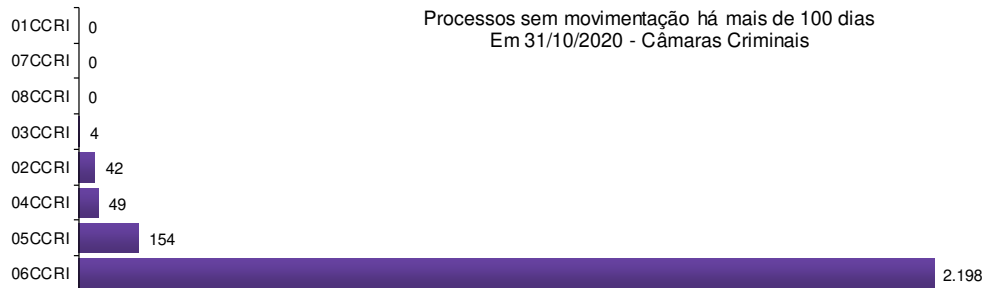 Processos sem movimentação há mais de 100 dias
Em 31/10/2020 - Câmaras Criminais
01CCRI 0
07CCRI 0
08CCRI 0
03CCRI 4
02CCRI 42
04CCRI 49
05CCRI 154
06CCRI 2.198